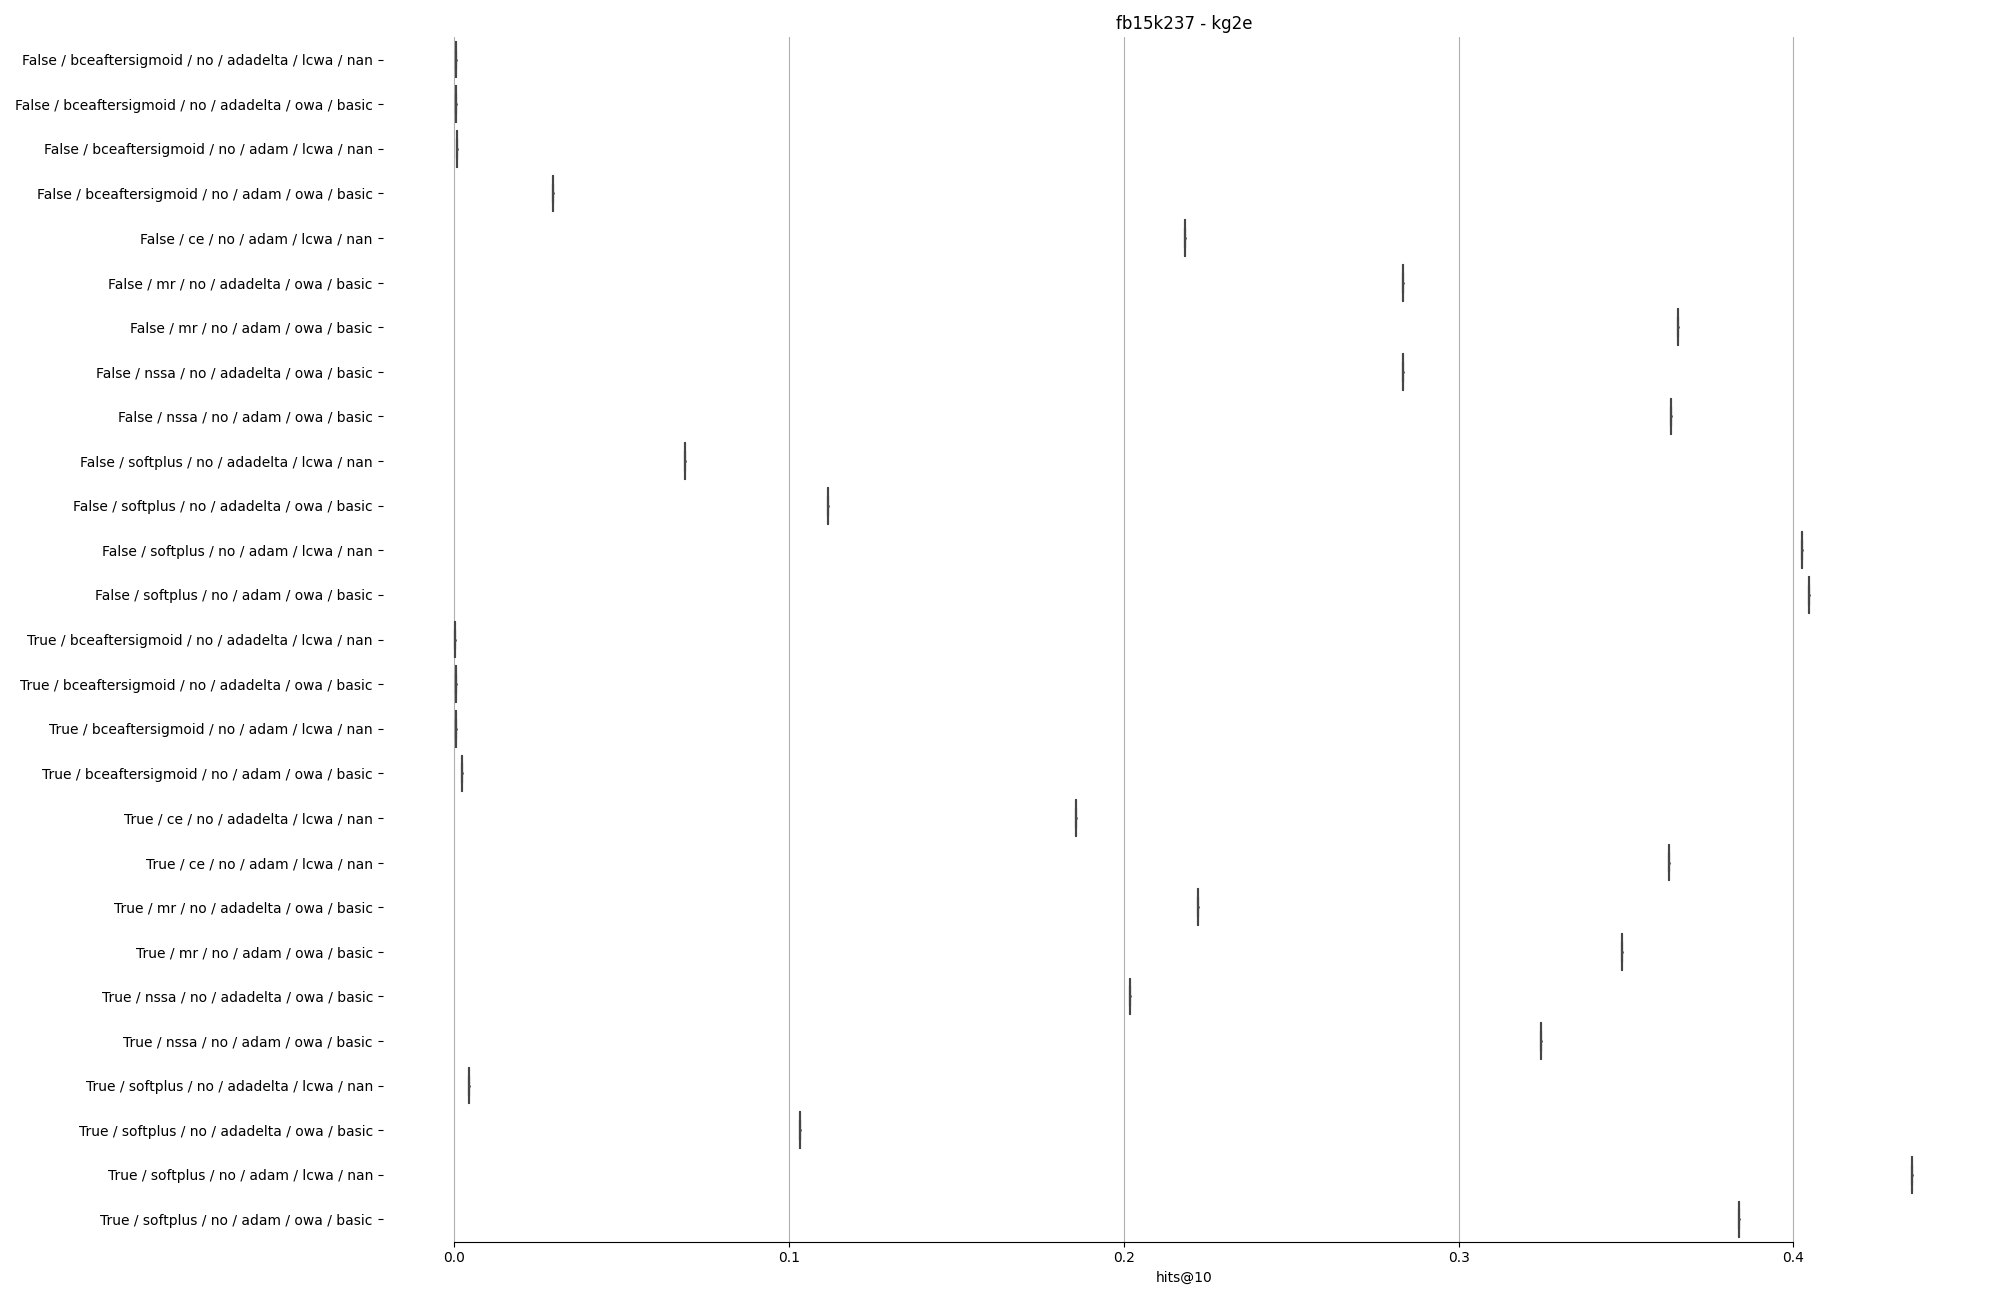 fb15k237 - kg2e
False / bceaftersigmoid / no / adadelta / lcwa / nan
False / bceaftersigmoid / no / adadelta / owa / basic
False / bceaftersigmoid / no / adam / lcwa / nan
False / bceaftersigmoid / no / adam / owa / basic
False / ce / no / adam / lcwa / nan
False / mr / no / adadelta / owa / basic
False / mr / no / adam / owa / basic
False / nssa / no / adadelta / owa / basic
False / nssa / no / adam / owa / basic
False / softplus / no / adadelta / lcwa / nan
False / softplus / no / adadelta / owa / basic
False / softplus / no / adam / lcwa / nan
False / softplus / no / adam / owa / basic
True / bceaftersigmoid / no / adadelta / lcwa / nan
True / bceaftersigmoid / no / adadelta / owa / basic
True / bceaftersigmoid / no / adam / lcwa / nan
True / bceaftersigmoid / no / adam / owa / basic
True / ce / no / adadelta / lcwa / nan
True / ce / no / adam / lcwa / nan
True / mr / no / adadelta / owa / basic
True / mr / no / adam / owa / basic
True / nssa / no / adadelta / owa / basic
True / nssa / no / adam / owa / basic
True / softplus / no / adadelta / lcwa / nan
True / softplus / no / adadelta / owa / basic
True / softplus / no / adam / lcwa / nan
True / softplus / no / adam / owa / basic
0.0 0.1 0.2 0.3 0.4
hits@10